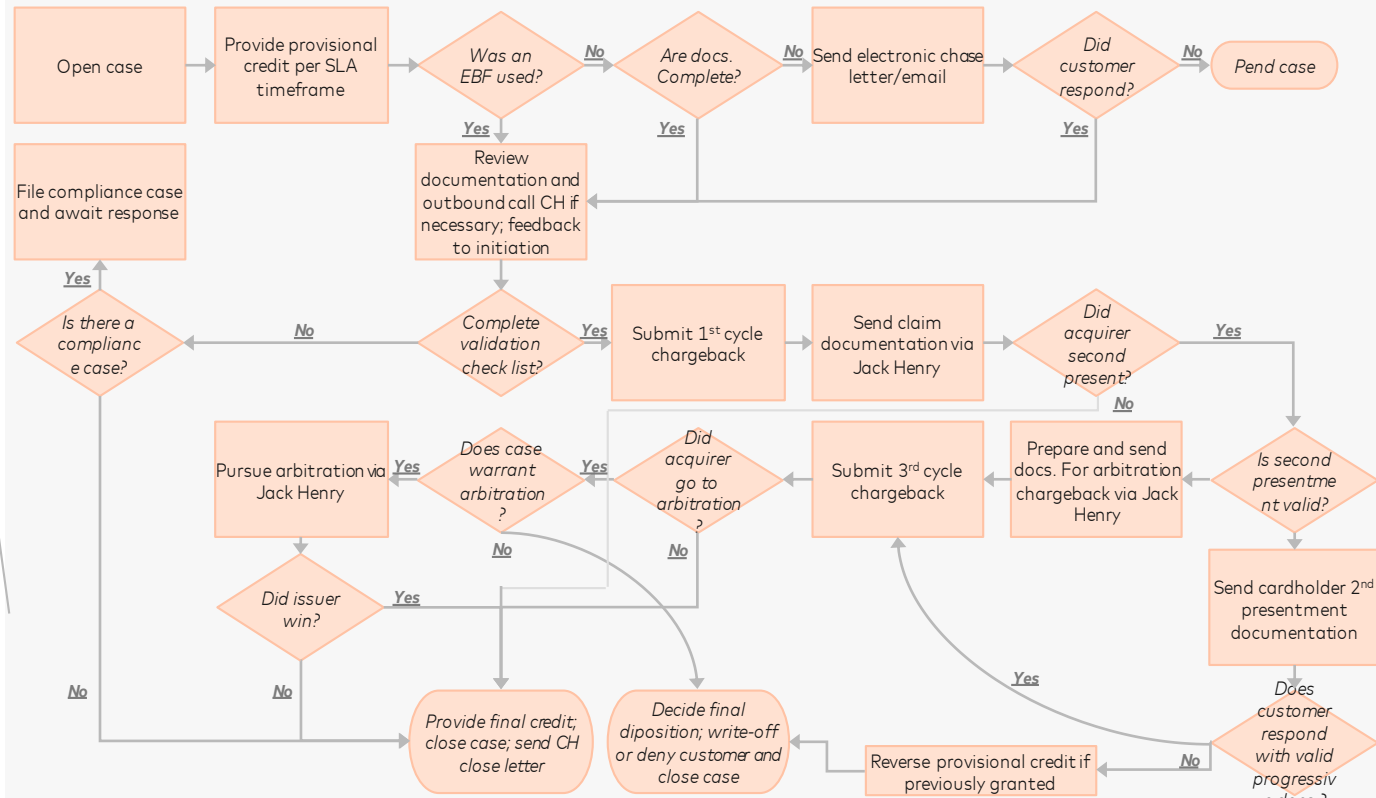 Open case
Provide provisional
credit per SLA
timeframe
Was an
EBF used?
No
Are docs.
Complete?
No
Send electronic chase
letter/email
Did
customer
respond?
No
Pend case
Yes
Yes
Yes
File compliance case
and await response
Review
documentation and
outbound call CH if
necessary; feedback
to initiation
Yes
Is there a
complianc
e case?
No
Complete
validation
check list?
Yes
Submit 1st cycle
chargeback
Send claim
documentation via
Jack Henry
Did
acquirer
second
present?
Yes
No
Pursue arbitration via
Jack Henry
Yes
Does case
warrant
arbitration
?
Yes
Did
acquirer
go to
arbitration
?
Submit 3rd cycle
chargeback
Prepare and send
docs. For arbitration
chargeback via Jack
Henry
Is second
presentme
nt valid?
No
No
Did issuer
win?
Yes
Send cardholder 2nd
presentment
documentation
No
No
Yes
Provide final credit;
close case; send CH
close letter
Decide final
diposition; write-off
or deny customer and
close case
Reverse provisional credit if
previously granted
No
Does
customer
respond
with valid
progressiv